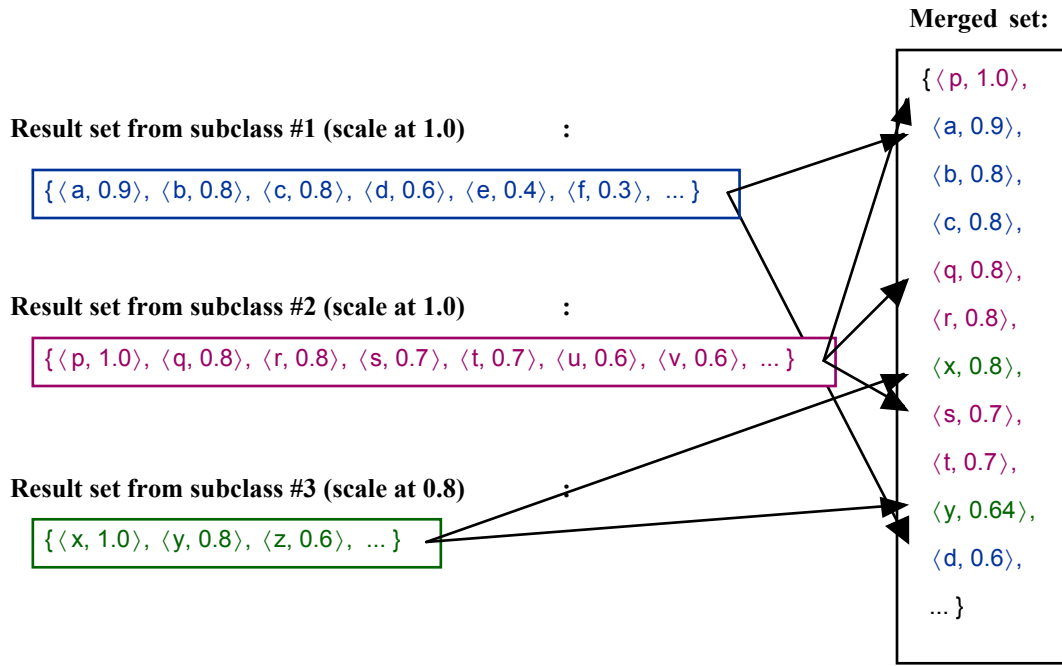 Merged set:
{⟨p, 1.0⟩,
Result set from subclass #1 (scale at 1.0) :
⟨a, 0.9⟩,
{⟨a, 0.9⟩, ⟨b, 0.8⟩, ⟨c, 0.8⟩, ⟨d, 0.6⟩, ⟨e, 0.4⟩, ⟨f, 0.3⟩, ... }
⟨b, 0.8⟩,
⟨c, 0.8⟩,
⟨q, 0.8⟩,
Result set from subclass #2 (scale at 1.0) :
⟨r, 0.8⟩,
{⟨p, 1.0⟩, ⟨q, 0.8⟩, ⟨r, 0.8⟩, ⟨s, 0.7⟩, ⟨t, 0.7⟩, ⟨u, 0.6⟩, ⟨v, 0.6⟩, ... }
⟨x, 0.8⟩,
⟨s, 0.7⟩,
⟨t, 0.7⟩,
Result set from subclass #3 (scale at 0.8) :
⟨y, 0.64⟩,
{⟨x, 1.0⟩, ⟨y, 0.8⟩, ⟨z, 0.6⟩, ... }
⟨d, 0.6⟩,
... }